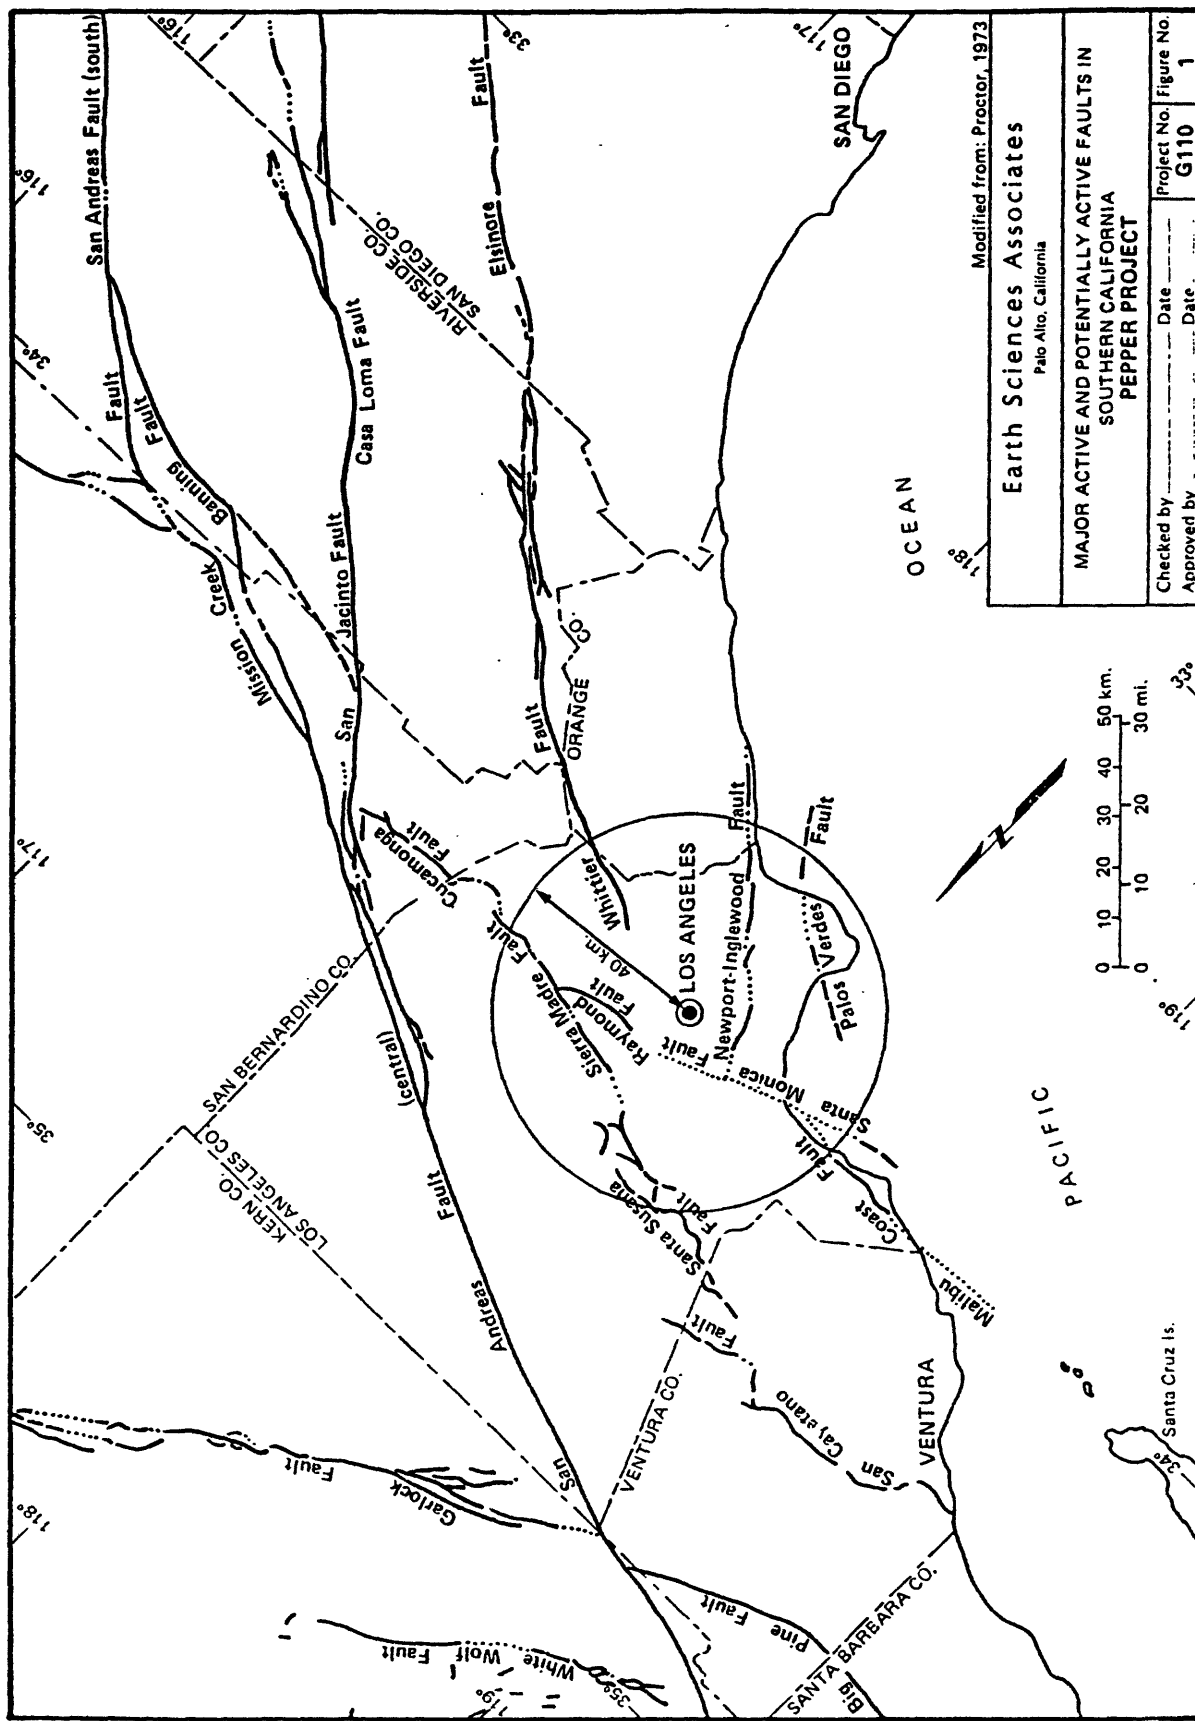 San Andreas Fault (south)
116°
116°
33°
117°
34°
SAN DIEGO
Fault
Elsinore
Fault
Fault
Banning
Casa Loma Fault
RIVERSIDE CO.
SAN DIEGO CO.
Mission
Creek
San
Jacinto Fault
Fault
ORANGE
CO.
Whittier
117°
Cucamonga
Fault
SAN BERNARDINO CO.
KERN CO.
LOS ANGELES CO.
35°
(central)
Fault
Andreas
San
Sierra Madre
Fault
Raymond
Fault
40 km.
LOS ANGELES
Newport-Inglewood
Fault
Palos
Verdes
Fault
Santa
Monica
Fault
Malibu
Coast
Fault
Santa Susana
Fault
San
Cayetano
Fault
VENTURA CO.
VENTURA
118°
Garlock
Fault
White
Wolf
Fault
119°
35°
Big
Pine
Fault
SANTA BARBARA CO.
Santa Cruz Is.
34°
PACIFIC
OCEAN
118°
119°
33°
N
0 10 20 30 40 50 km.
0 10 20 30 mi.
Modified from: Proctor, 1973
Earth Sciences Associates
Palo Alto, California
MAJOR ACTIVE AND POTENTIALLY ACTIVE FAULTS IN
SOUTHERN CALIFORNIA
PEPPER PROJECT
Checked by Date
Project No.
Figure No.
Approved by Date
G110
1